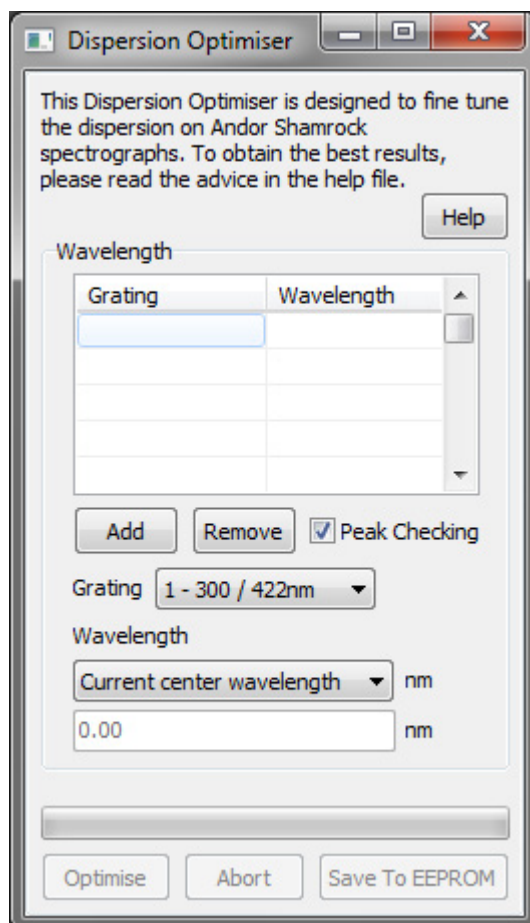 Dispersion Optimiser
This Dispersion Optimiser is designed to fine tune
the dispersion on Andor Shamrock
spectrographs. To obtain the best results,
please read the advice in the help file.
Help
Wavelength
Grating Wavelength
Add Remove Peak Checking
Grating 1 - 300 / 422nm
Wavelength
Current center wavelength nm
0.00 nm
Optimise Abort Save To EEPROM